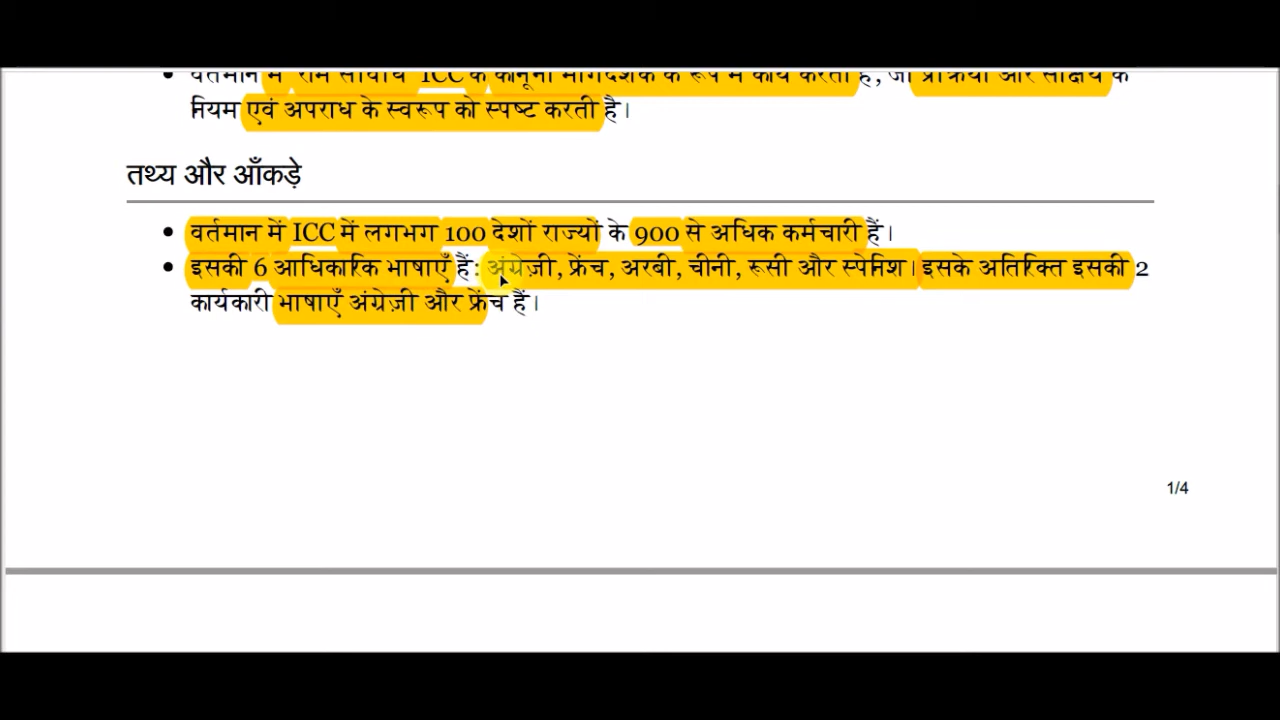 वर्तमान में 'रोम संविधि' ICC के कानूनी मार्गदर्शक के रूप में कार्य करती है, जो प्रक्रिया और साक्ष्य के
नियम एवं अपराध के स्वरूप को स्पष्ट करती है।
तथ्य और आँकड़े
• वर्तमान में ICC में लगभग 100 देशों राज्यों के 900 से अधिक कर्मचारी हैं।
• इसकी 6 आधिकारिक भाषाएँ हैं: अंग्रेज़ी, फ्रेंच, अरबी, चीनी, रूसी और स्पेनिश। इसके अतिरिक्त इसकी 2
कार्यकारी भाषाएँ अंग्रेज़ी और फ्रेंच हैं।
1/4